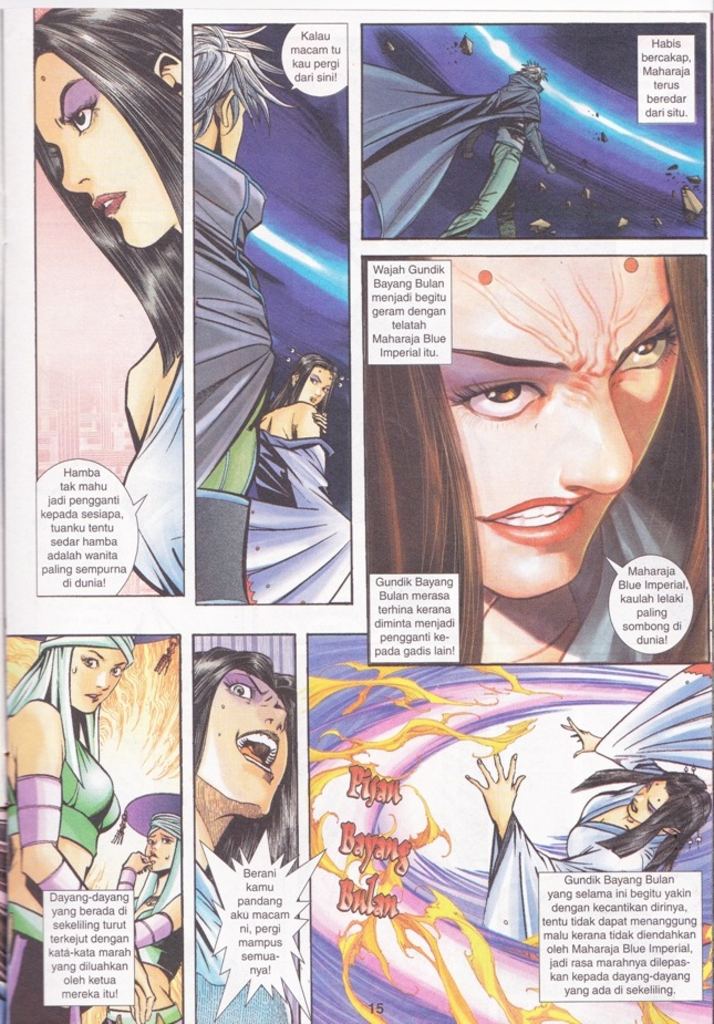 Hamba
tak mahu
jadi pengganti
kepada sesiapa,
tuanku tentu
sedar hamba
adalah wanita
paling sempurna
di dunia!
Kalau
macam tu
kau pergi
dari sini!
Habis
bercakap,
Maharaja
terus
beredar
dari situ.
Wajah Gundik
Bayang Bulan
menjadi begitu
geram dengan
telatah
Maharaja Blue
Imperial itu.
Gundik Bayang
Bulan merasa
terhina kerana
diminta menjadi
pengganti ke-
pada gadis lain!
Maharaja
Blue Imperial,
kaulah lelaki
paling
sombong di
dunia!
Dayang-dayang
yang berada di
sekeliling turut
terkejut dengan
kata-kata marah
yang diluahkan
oleh ketua
mereka itu!
Berani
kamu
pandang
aku macam
ni, pergi
mampus
semua-
nya!
Pijan
Bayang
Bulan
Gundik Bayang Bulan
yang selama ini begitu yakin
dengan kecantikan dirinya,
tentu tidak dapat menanggung
malu kerana tidak diendahkan
oleh Maharaja Blue Imperial,
jadi rasa marahnya dilepas-
kan kepada dayang-dayang
yang ada di sekeliling.
15